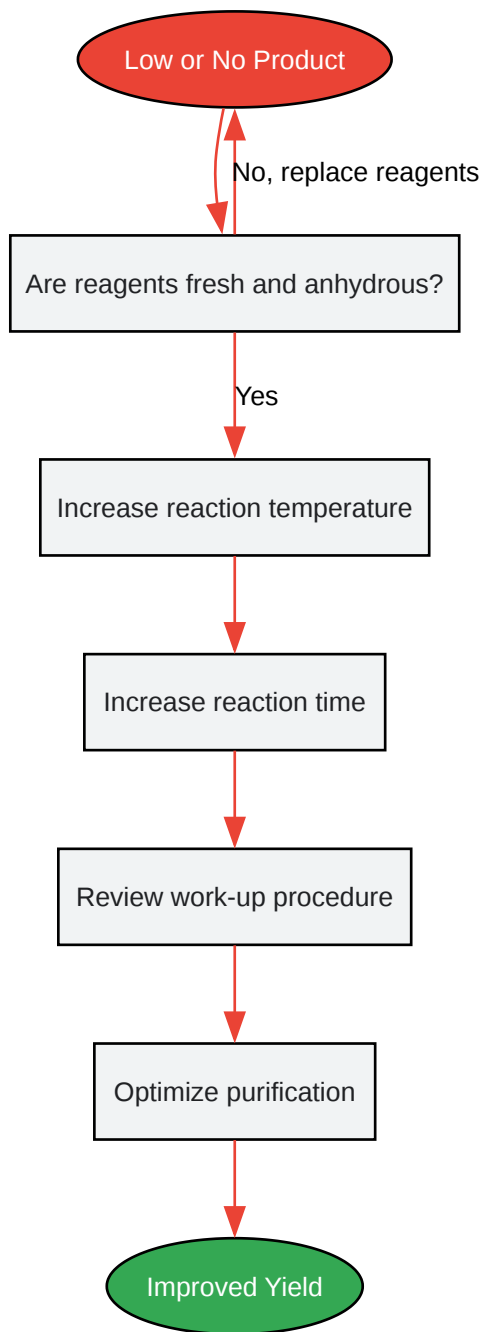 Low or No Product
No, replace reagents
Are reagents fresh and anhydrous?
Yes
Increase reaction temperature
Increase reaction time
Review work-up procedure
Optimize purification
Improved Yield